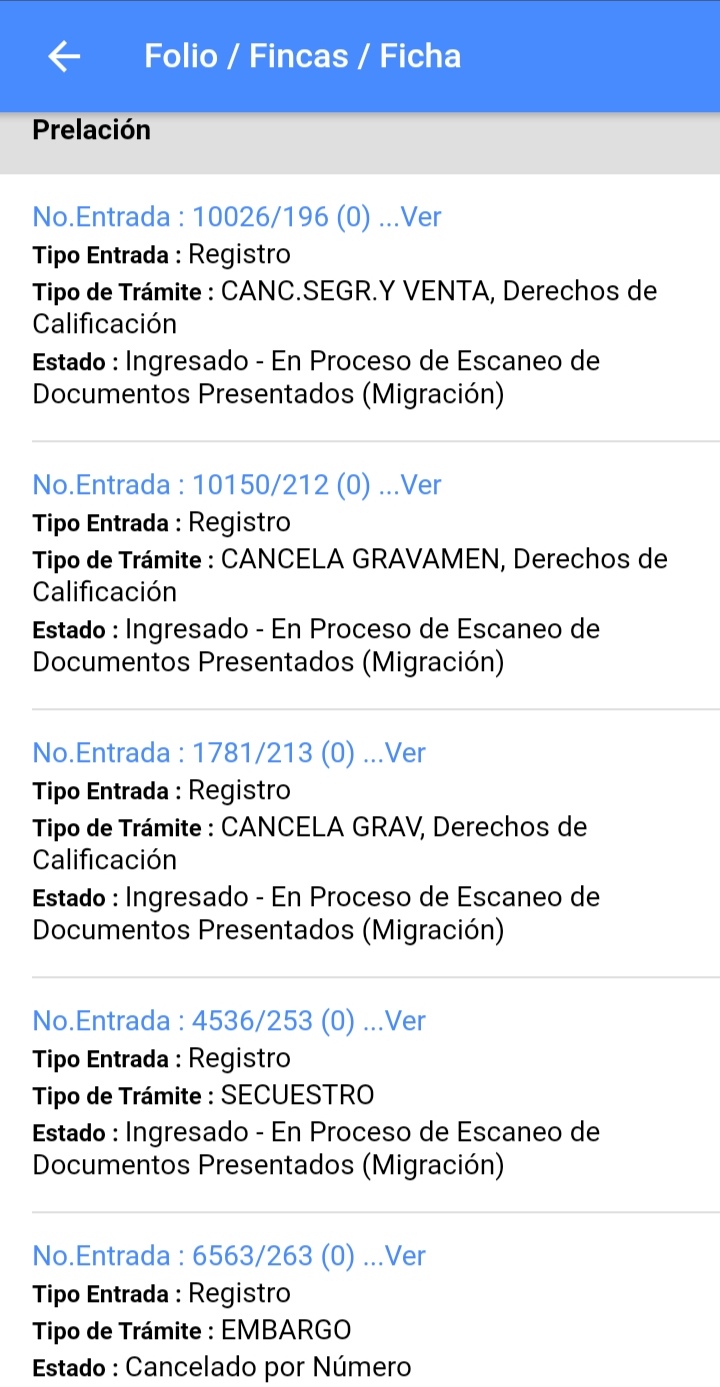 Folio / Fincas / Ficha
Prelación
No.Entrada : 10026/196 (0) ...Ver
Tipo Entrada : Registro
Tipo de Trámite : CANC.SEGR.Y VENTA, Derechos de
Calificación
Estado : Ingresado - En Proceso de Escaneo de
Documentos Presentados (Migración)
No.Entrada : 10150/212 (0) ...Ver
Tipo Entrada : Registro
Tipo de Trámite : CANCELA GRAVAMEN, Derechos de
Calificación
Estado : Ingresado - En Proceso de Escaneo de
Documentos Presentados (Migración)
No.Entrada : 1781/213 (0) ...Ver
Tipo Entrada : Registro
Tipo de Trámite : CANCELA GRAV, Derechos de
Calificación
Estado : Ingresado - En Proceso de Escaneo de
Documentos Presentados (Migración)
No.Entrada : 4536/253 (0) ...Ver
Tipo Entrada : Registro
Tipo de Trámite : SECUESTRO
Estado : Ingresado - En Proceso de Escaneo de
Documentos Presentados (Migración)
No.Entrada : 6563/263 (0) ...Ver
Tipo Entrada : Registro
Tipo de Trámite : EMBARGO
Estado : Cancelado por Número